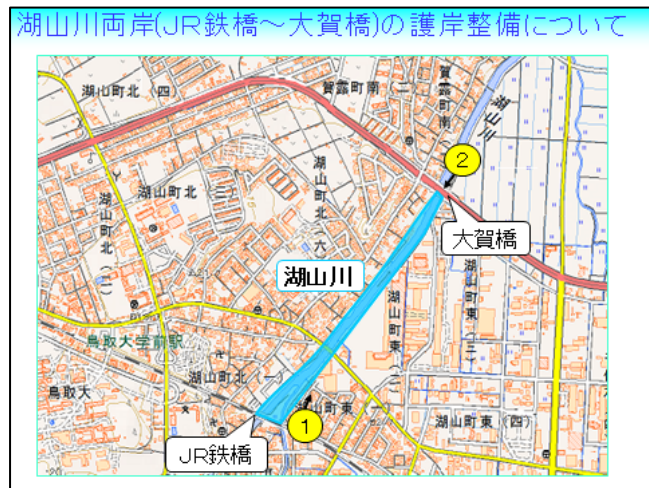 湖山川両岸(JR鉄橋～大賀橋)の護岸整備について
湖山町北（四）
賀露町南（二）
賀露町南
湖山川
②
湖山町北（三）
湖山町北（六）
湖山町北（二）
大賀橋
湖山川
湖山町東（三）
湖山町東（二）
鳥取大学前駅
湖山町北（一）
鳥取大
湖山町東（一）
湖山町東（四）
①
JR鉄橋